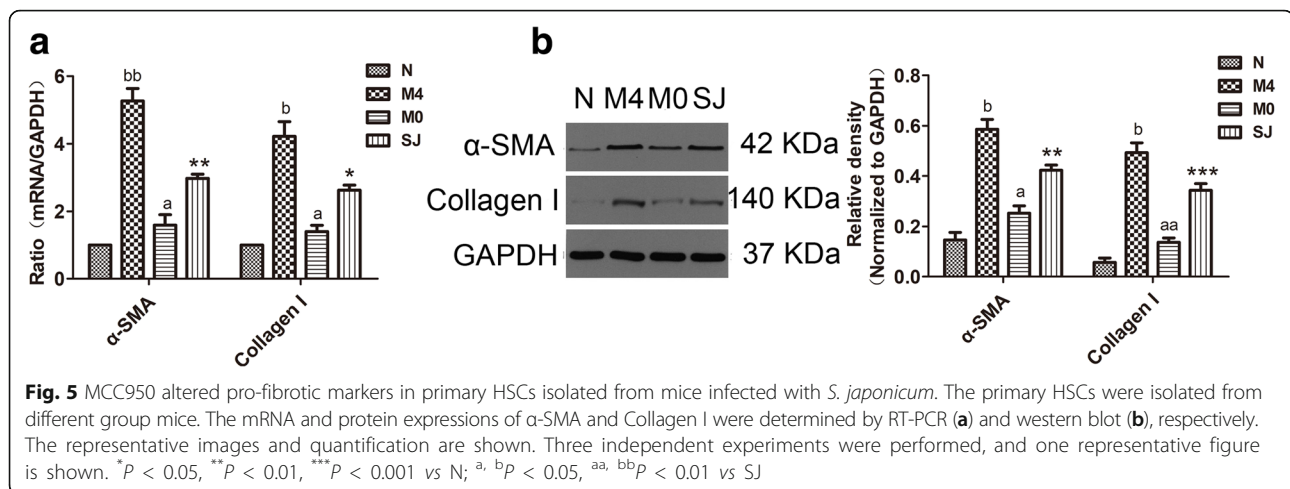 a
Ratio (mRNA/GAPDH)
6
4
2
0
bb
a
**
b
a
*
α-SMA
Collagen I
N
M4
M0
SJ
b
N M4 M0 SJ
α-SMA 42 KDa
Collagen I 140 KDa
GAPDH 37 KDa
Relative density
(Normalized to GAPDH)
0.8
0.6
0.4
0.2
0.0
b
a
**
b
aa
***
α-SMA
Collagen I
N
M4
M0
SJ
Fig. 5 MCC950 altered pro-fibrotic markers in primary HSCs isolated from mice infected with S. japonicum. The primary HSCs were isolated from
different group mice. The mRNA and protein expressions of α-SMA and Collagen I were determined by RT-PCR (a) and western blot (b), respectively.
The representative images and quantification are shown. Three independent experiments were performed, and one representative figure
is shown. *P < 0.05, **P < 0.01, ***P < 0.001 vs N; a, bP < 0.05, aa, bbP < 0.01 vs SJ